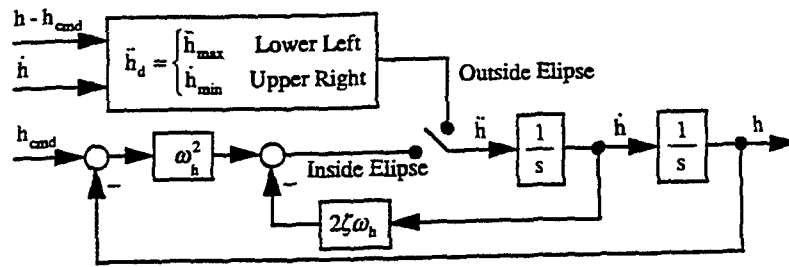 h - h_cmd
ḣ
ḧ_d = { ḧ_max Lower Left
ḣ_min Upper Right
Outside Elipse
h_cmd
−
ω_h^2
−
Inside Elipse
ḧ
1/s
ḣ
1/s
h
2ζω_h